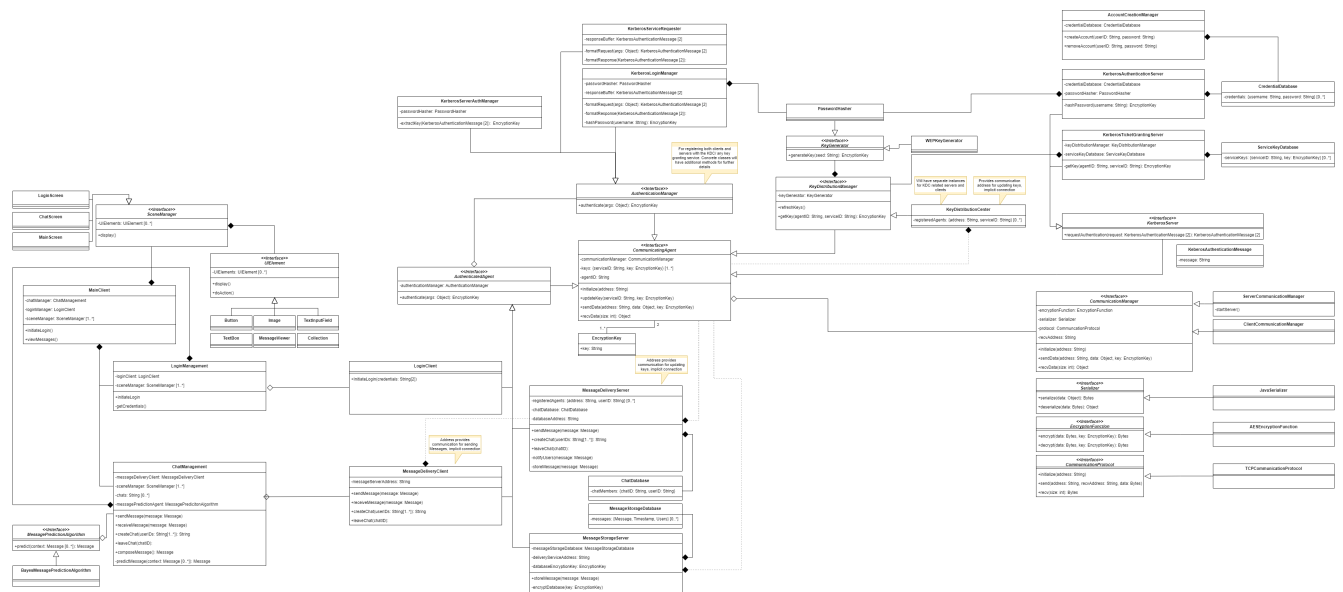 KerberosServiceRequester
-responseBuffer: KerberosAuthenticationMessage [2]
-formatRequest(args: Object): KerberosAuthenticationMessage [2]
-formatResponse(KerberosAuthenticationMessage [2])
KerberosLoginManager
-passwordHasher: PasswordHasher
-responseBuffer: KerberosAuthenticationMessage [2]
-formatRequest(args: Object): KerberosAuthenticationMessage [2]
-formatResponse(KerberosAuthenticationMessage [2])
-hashPassword(username: String): EncryptionKey
KerberosServerAuthManager
-passwordHasher: PasswordHasher
-extractKey(KerberosAuthenticationMessage [2]): EncryptionKey
AccountCreationManager
-credentialDatabase: CredentialDatabase
+createAccount(userID: String, password: String)
+removeAccount(userID: String, password: String)
KerberosAuthenticationServer
-credentialDatabase: CredentialDatabase
-passwordHasher: PasswordHasher
-hashPassword(username: String): EncryptionKey
CredentialDatabase
-credentials: {username: String, password: String} [0..*]
PasswordHasher
<<Interface>>
KeyGenerator
+generateKey(seed: String): EncryptionKey
WEPKeyGenerator
KerberosTicketGrantingServer
-keyDistributionManager: KeyDistributionManager
-serviceKeyDatabase: ServiceKeyDatabase
-getKey(agentID: String, serviceID: String): EncryptionKey
ServiceKeyDatabase
-serviceKeys: {serviceID: String, key: EncryptionKey} [0..*]
For registering both clients and
servers with the KDC/ any key
granting service. Concrete classes will
have additional methods for further
details
<<Interface>>
AuthenticationManager
+authenticate(args: Object): EncryptionKey
<<Interface>>
KeyDistributionManager
-keyGenerator: KeyGenerator
+refreshKeys()
+getKey(agentID: String, serviceID: String): EncryptionKey
Will have separate instances
for KDC related servers and
clients
Provides communication
address for updating keys,
implicit connection
KeyDistributionCenter
-registeredAgents: {address: String, serviceID: String} [0..*]
<<Interface>>
KerberosServer
+requestAuthentication(request: KerberosAuthenticationMessage [2]): KerberosAuthenticationMessage [2]
KerberosAuthenticationMessage
-message: String
LoginScreen
ChatScreen
MainScreen
<<Interface>>
SceneManager
-UIElements: UIElement [0..*]
+display()
<<Interface>>
UIElement
-UIElements: UIElement [0..*]
+display()
+doAction()
Button
Image
TextInputField
TextBox
MessageViewer
Collection
MainClient
-chatManager: ChatManagement
-loginManager: LoginManagement
-sceneManager: SceneManager [1..*]
+initiateLogin()
+viewMessages()
<<Interface>>
AuthenticatedAgent
-authenticationManager: AuthenticationManager
+authenticate(args: Object): EncryptionKey
<<Interface>>
CommunicatingAgent
-communicationManager: CommunicationManager
-keys: {serviceID: String, key: EncryptionKey} [1..*]
-agentID: String
+initialize(address: String)
+updateKey(serviceID: String, key: EncryptionKey)
+sendData(address: String, data: Object, key: EncryptionKey)
+recvData(size: int): Object
1..*
2
EncryptionKey
+key: String
<<Interface>>
CommunicationManager
-encryptionFunction: EncryptionFunction
-serializer: Serializer
-protocol: CommunicationProtocol
-recvAddress: String
+initialize(address: String)
+sendData(address: String, data: Object, key: EncryptionKey)
+recvData(size: int): Object
ServerCommunicationManager
-startServer()
ClientCommunicationManager
LoginManagement
-loginClient: LoginClient
-sceneManager: SceneManager [1..*]
+initiateLogin
-getCredentials()
LoginClient
+initiateLogin(credentials: String[2])
Address provides
communication for updating
keys, implicit connection
MessageDeliveryServer
-registeredAgents: {address: String, userID: String} [0..*]
-chatDatabase: ChatDatabase
-databaseAddress: String
+sendMessage(message: Message)
+createChat(userIDs: String[1..*]): String
+leaveChat(chatID)
-notifyUsers(message: Message)
-storeMessage(message: Message)
<<Interface>>
Serializer
+serialize(data: Object): Bytes
+deserialize(data: Bytes): Object
JavaSerializer
<<Interface>>
EncryptionFunction
+encrypt(data: Bytes, key: EncryptionKey): Bytes
+decrypt(data: Bytes, key: EncryptionKey): Bytes
AESEncryptionFunction
<<Interface>>
CommunicationProtocol
+initialize(address: String)
+send(address: String, recvAddress: String, data: Bytes)
+recv(size: int): Bytes
TCPCommunicationProtocol
Address provides
communication for sending
Messages, implicit connection
ChatManagement
-messageDeliveryClient: MessageDeliveryClient
-sceneManager: SceneManager [1..*]
-chats: String [0..*]
-messagePredictionAgent: MessagePredictionAlgorithm
+sendMessage(message: Message)
+receiveMessage(message: Message)
+createChat(userIDs: String[1..*]): String
+leaveChat(chatID)
-composeMessage(): Message
-predictMessage(context: Message [0..*]): Message
MessageDeliveryClient
-messageServerAddress: String
+sendMessage(message: Message)
+receiveMessage(message: Message)
+createChat(userIDs: String[1..*]): String
+leaveChat(chatID)
ChatDatabase
-chatMembers: {chatID: String, userID: String}
MessageStorageDatabase
-messages: {Message, Timestamp, Users} [0..*]
<<Interface>>
MessagePredictionAlgorithm
+predict(context: Message [0..*]): Message
BayesMessagePredictionAlgorithm
MessageStorageServer
-messageStorageDatabase: MessageStorageDatabase
-deliveryServiceAddress: String
-databaseEncryptionKey: EncryptionKey
+storeMessage(message: Message)
-encryptDatabase(key: EncryptionKey)